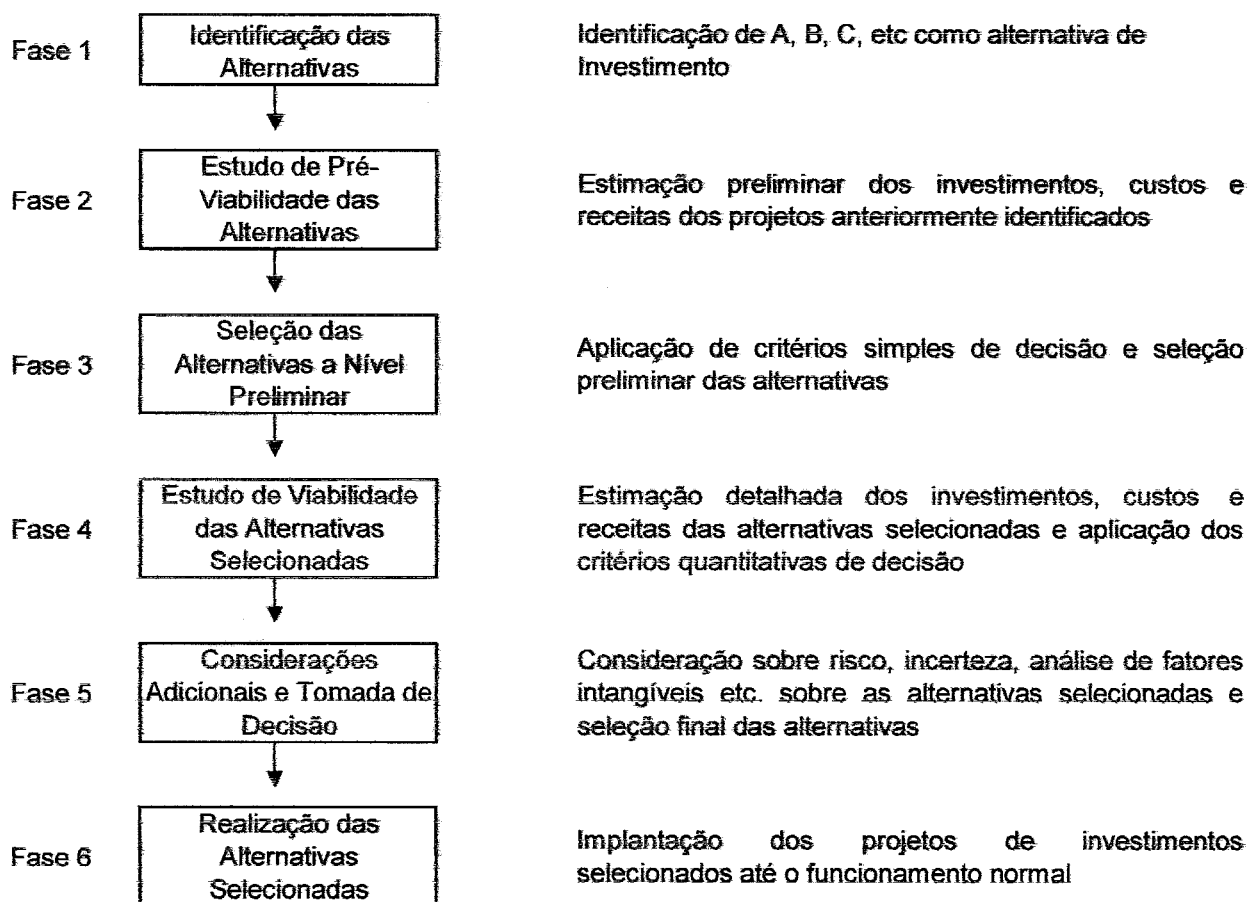 Fase 1
Identificação das
Alternativas
Identificação de A, B, C, etc como alternativa de
Investimento
Fase 2
Estudo de Pré-
Viabilidade das
Alternativas
Estimação preliminar dos investimentos, custos e
receitas dos projetos anteriormente identificados
Fase 3
Seleção das
Alternativas a Nível
Preliminar
Aplicação de critérios simples de decisão e seleção
preliminar das alternativas
Fase 4
Estudo de Viabilidade
das Alternativas
Selecionadas
Estimação detalhada dos investimentos, custos e
receitas das alternativas selecionadas e aplicação dos
critérios quantitativas de decisão
Fase 5
Considerações
Adicionais e Tomada de
Decisão
Consideração sobre risco, incerteza, análise de fatores
intangíveis etc. sobre as alternativas selecionadas e
seleção final das alternativas
Fase 6
Realização das
Alternativas
Selecionadas
Implantação dos projetos de investimentos
selecionados até o funcionamento normal